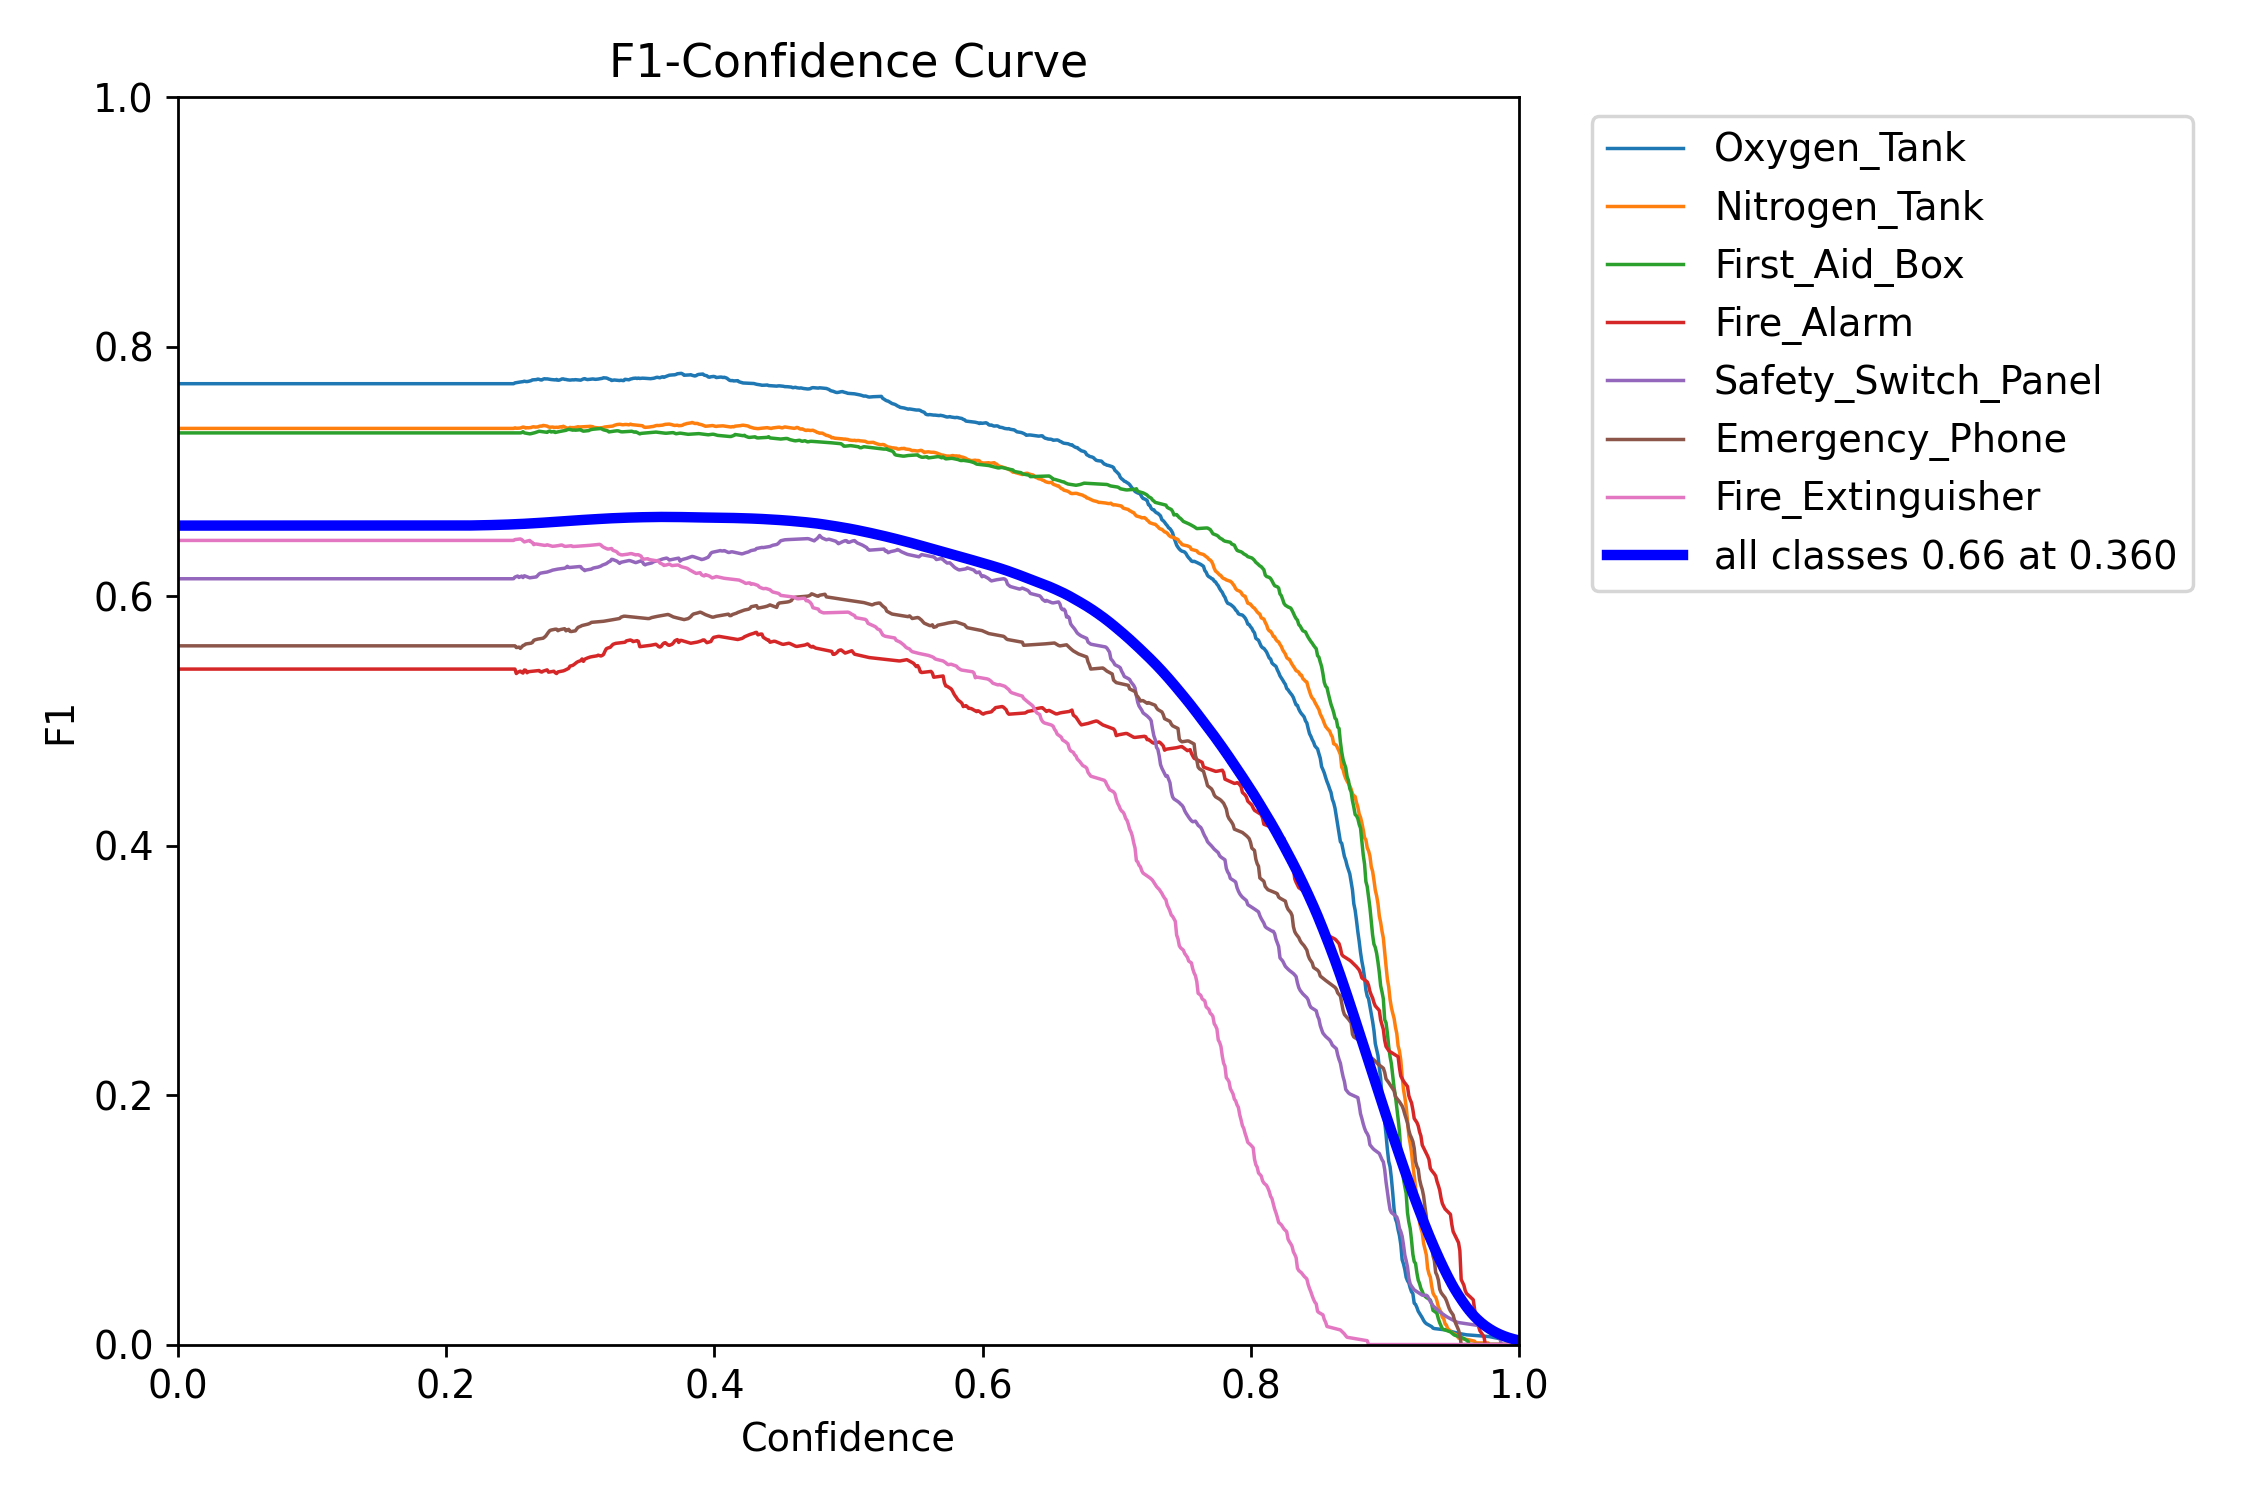 F1-Confidence Curve
1.0
0.8
0.6
0.4
0.2
0.0
F1
0.0 0.2 0.4 0.6 0.8 1.0
Confidence
Oxygen_Tank
Nitrogen_Tank
First_Aid_Box
Fire_Alarm
Safety_Switch_Panel
Emergency_Phone
Fire_Extinguisher
all classes 0.66 at 0.360